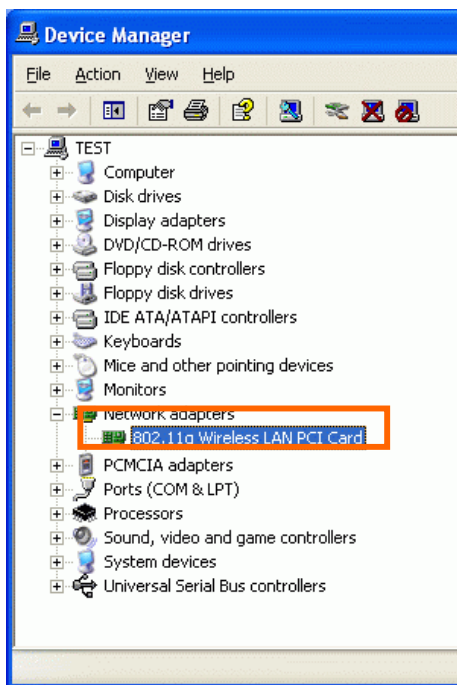 Device Manager
File Action View Help
TEST
Computer
Disk drives
Display adapters
DVD/CD-ROM drives
Floppy disk controllers
Floppy disk drives
IDE ATA/ATAPI controllers
Keyboards
Mice and other pointing devices
Monitors
Network adapters
802.11g Wireless LAN PCI Card
PCMCIA adapters
Ports (COM & LPT)
Processors
Sound, video and game controllers
System devices
Universal Serial Bus controllers